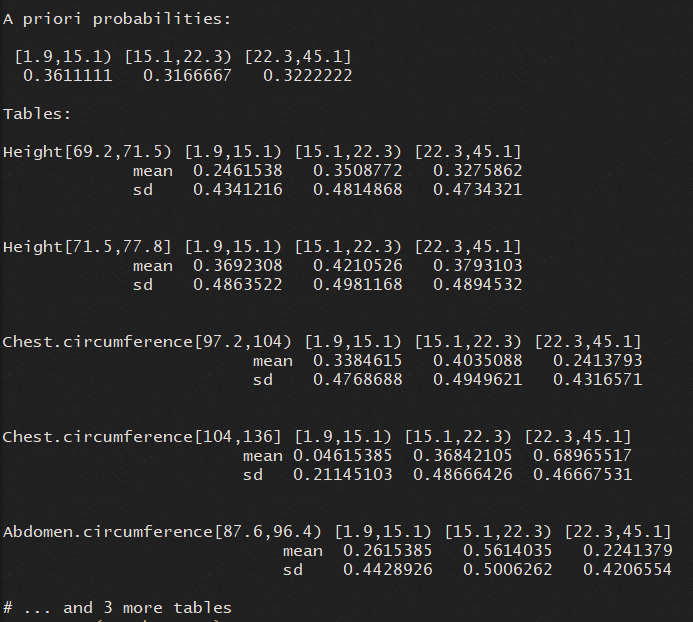 A priori probabilities:
[1.9,15.1) [15.1,22.3) [22.3,45.1]
0.3611111 0.3166667 0.3222222
Tables:
Height[69.2,71.5) [1.9,15.1) [15.1,22.3) [22.3,45.1]
mean 0.2461538 0.3508772 0.3275862
sd 0.4341216 0.4814868 0.4734321
Height[71.5,77.8] [1.9,15.1) [15.1,22.3) [22.3,45.1]
mean 0.3692308 0.4210526 0.3793103
sd 0.4863522 0.4981168 0.4894532
Chest.circumference[97.2,104) [1.9,15.1) [15.1,22.3) [22.3,45.1]
mean 0.3384615 0.4035088 0.2413793
sd 0.4768688 0.4949621 0.4316571
Chest.circumference[104,136] [1.9,15.1) [15.1,22.3) [22.3,45.1]
mean 0.04615385 0.36842105 0.68965517
sd 0.21145103 0.48666426 0.46667531
Abdomen.circumference[87.6,96.4) [1.9,15.1) [15.1,22.3) [22.3,45.1]
mean 0.2615385 0.5614035 0.2241379
sd 0.4428926 0.5006262 0.4206554
# ... and 3 more tables